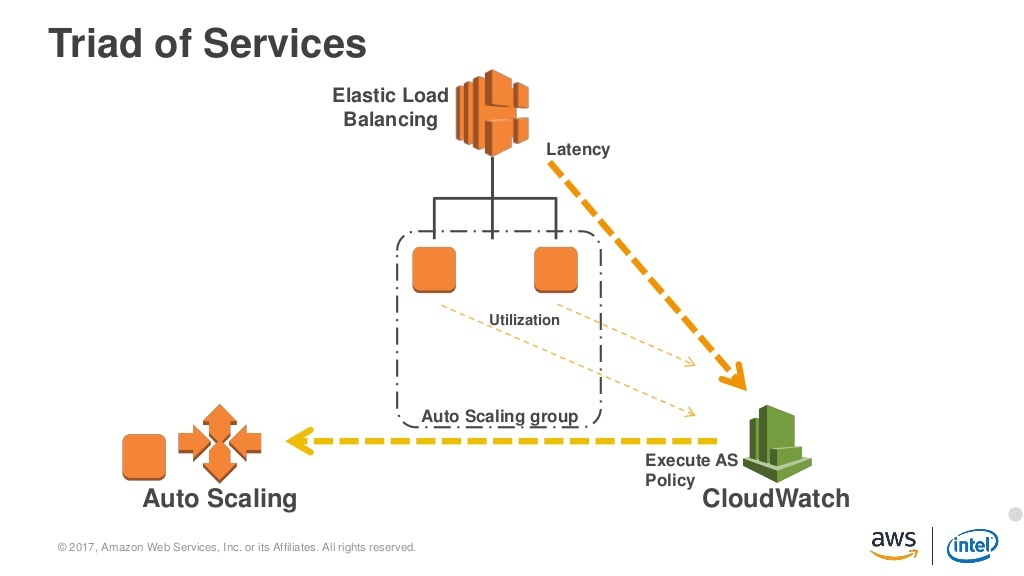 Triad of Services
Elastic Load
Balancing
Latency
Utilization
Auto Scaling group
Execute AS
Policy
Auto Scaling
CloudWatch
© 2017, Amazon Web Services, Inc. or its Affiliates. All rights reserved.
aws
intel